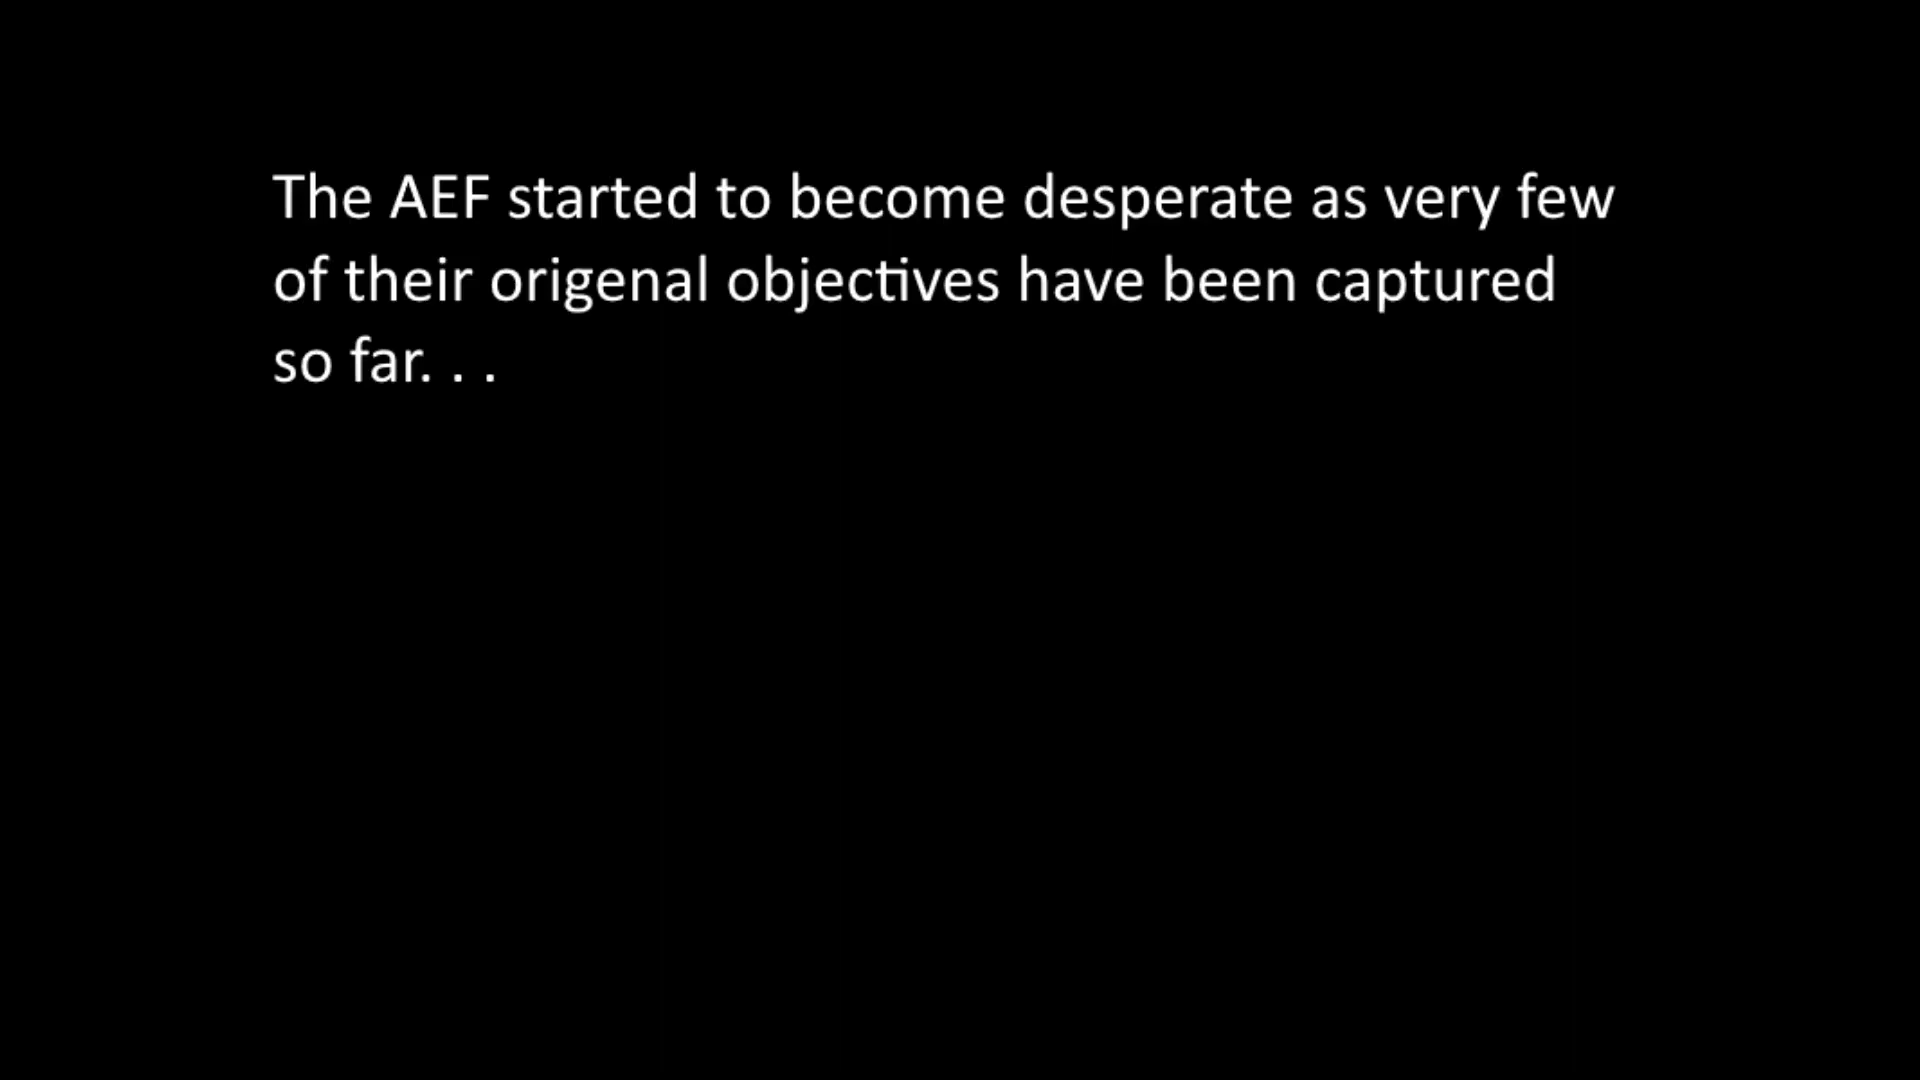 The AEF started to become desperate as very few
of their origenal objectives have been captured
so far. . .